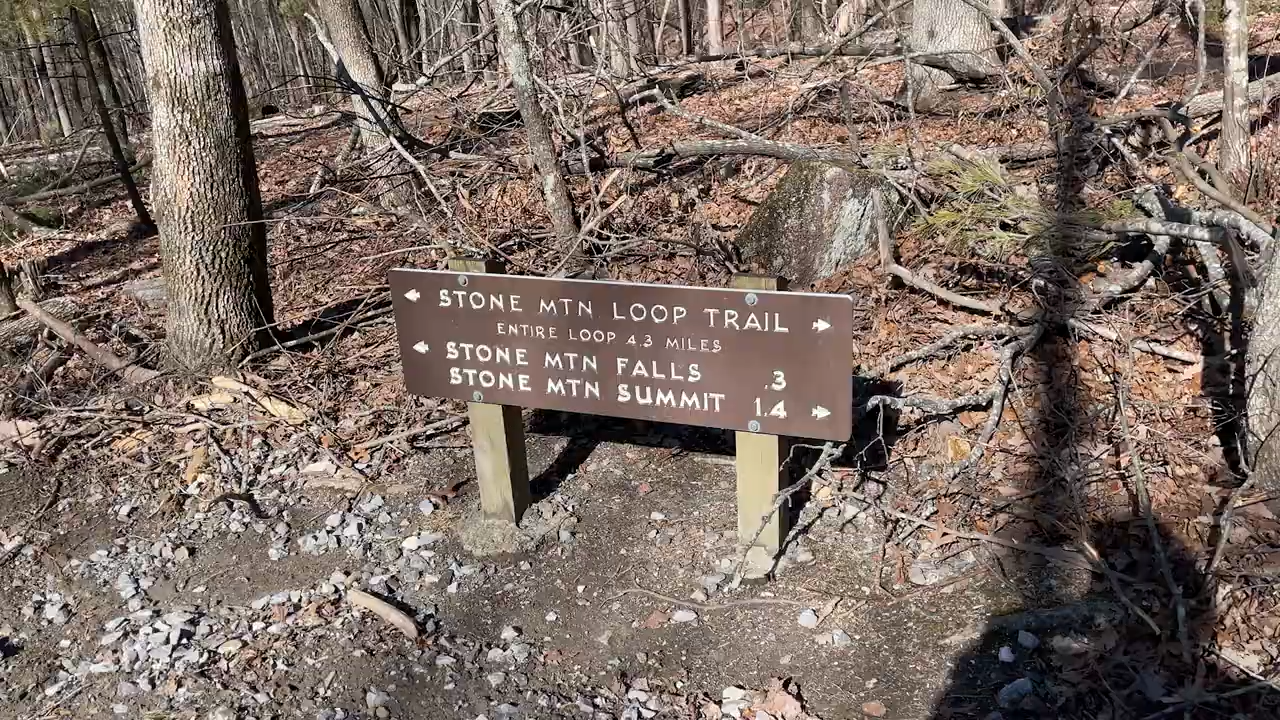 STONE MTN LOOP TRAIL
ENTIRE LOOP 4.3 MILES
STONE MTN FALLS .3
STONE MTN SUMMIT 1.4